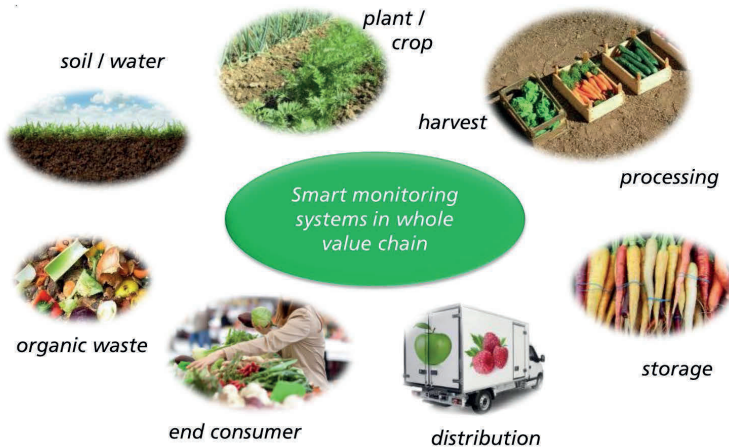 plant /
crop
soil / water
harvest
processing
Smart monitoring
systems in whole
value chain
organic waste
storage
end consumer
distribution